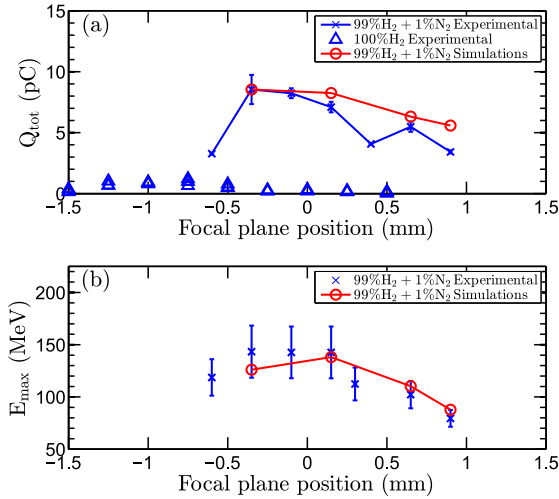 (a)
99%H₂ + 1%N₂ Experimental
100%H₂ Experimental
99%H₂ + 1%N₂ Simulations
Q_tot (pC)
15
10
5
0
-1.5 -1 -0.5 0 0.5 1 1.5
Focal plane position (mm)
(b)
99%H₂ + 1%N₂ Experimental
99%H₂ + 1%N₂ Simulations
E_max (MeV)
200
150
100
50
-1.5 -1 -0.5 0 0.5 1 1.5
Focal plane position (mm)